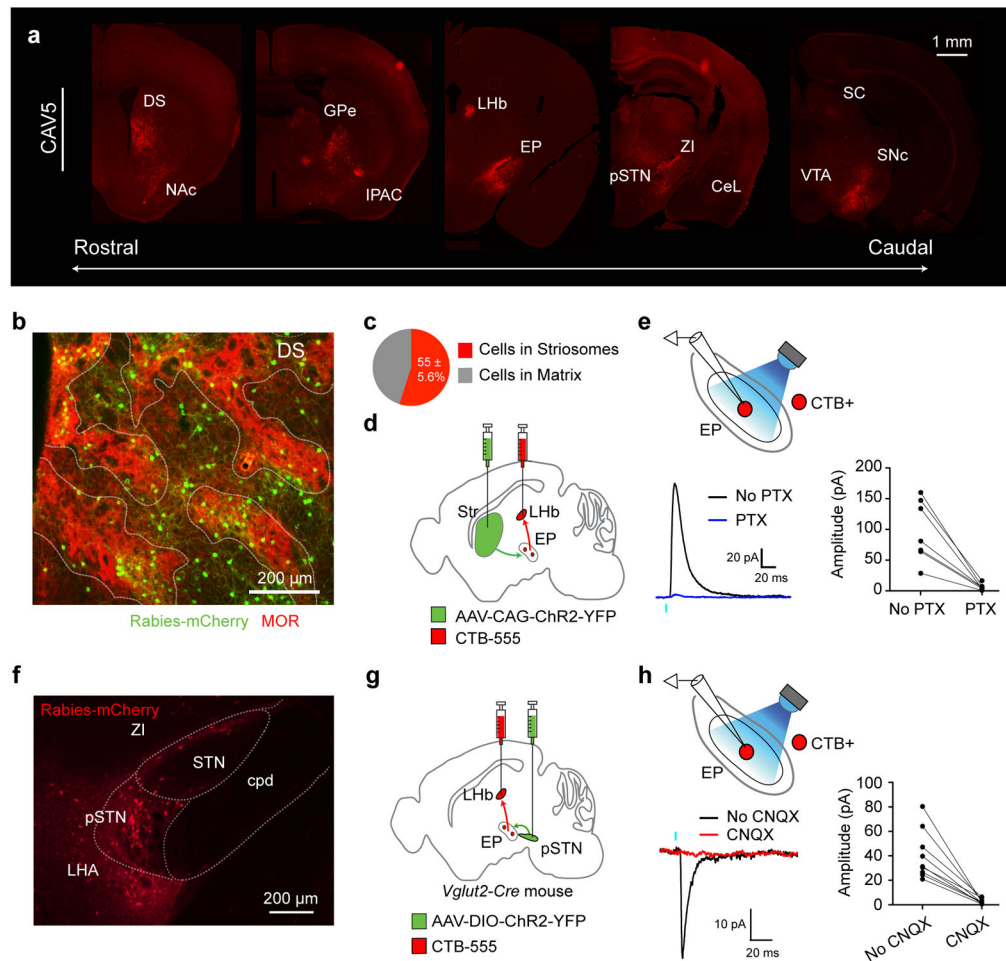 a
1 mm
CAV5
DS
NAc
GPe
IPAC
LHb
EP
pSTN
ZI
CeL
SC
VTA
SNc
Rostral
Caudal
b
DS
200 µm
Rabies-mCherry MOR
c
55 ±
5.6%
Cells in Striosomes
Cells in Matrix
d
Str
LHb
EP
AAV-CAG-ChR2-YFP
CTB-555
e
CTB+
EP
No PTX
PTX
20 pA
20 ms
Amplitude (pA)
200
150
100
50
0
No PTX
PTX
f
Rabies-mCherry
ZI
STN
cpd
pSTN
LHA
200 µm
g
LHb
EP
pSTN
Vglut2-Cre mouse
AAV-DIO-ChR2-YFP
CTB-555
h
CTB+
EP
No CNQX
CNQX
10 pA
20 ms
Amplitude (pA)
100
80
60
40
20
0
No CNQX
CNQX